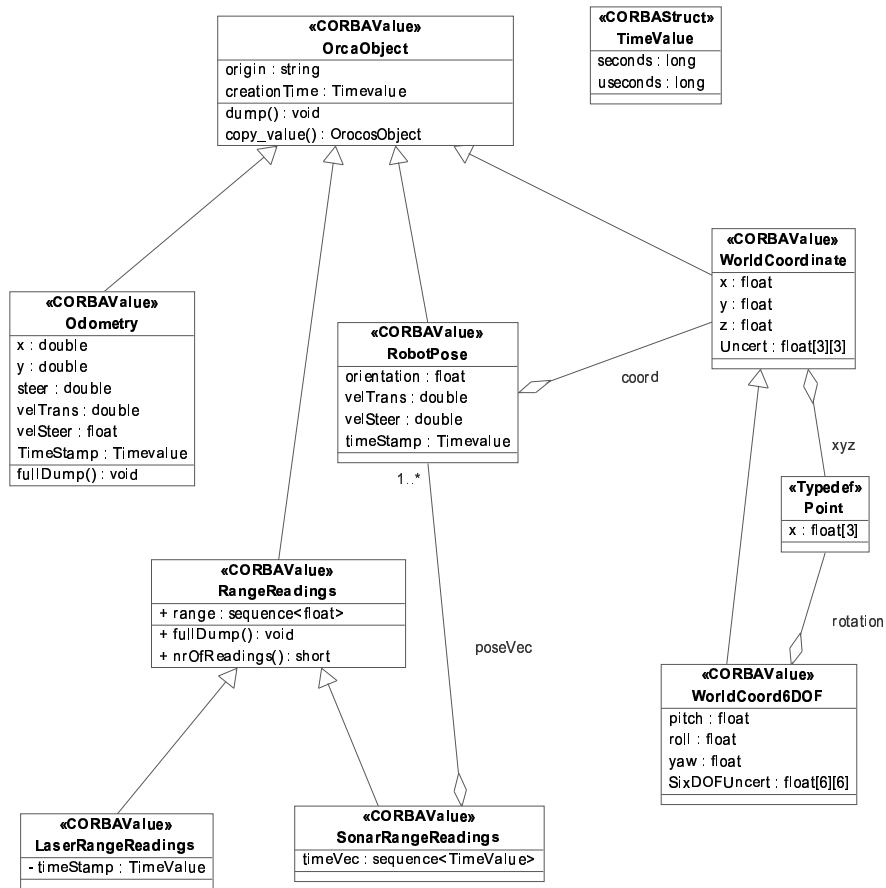 «CORBAValue»
OrcaObject
origin : string
creationTime : Timevalue
dump() : void
copy_value() : OrocosObject
«CORBAStruct»
TimeValue
seconds : long
useconds : long
«CORBAValue»
WorldCoordinate
x : float
y : float
z : float
Uncert : float[3][3]
«CORBAValue»
Odometry
x : double
y : double
steer : double
velTrans : double
velSteer : float
TimeStamp : Timevalue
fullDump() : void
«CORBAValue»
RobotPose
orientation : float
velTrans : double
velSteer : double
timeStamp : Timevalue
coord
1..*
xyz
«Typedef»
Point
x : float[3]
«CORBAValue»
RangeReadings
+ range : sequence<float>
+ fullDump() : void
+ nrOfReadings() : short
poseVec
rotation
«CORBAValue»
WorldCoord6DOF
pitch : float
roll : float
yaw : float
SixDOFUncert : float[6][6]
«CORBAValue»
LaserRangeReadings
- timeStamp : TimeValue
«CORBAValue»
SonarRangeReadings
timeVec : sequence<TimeValue>